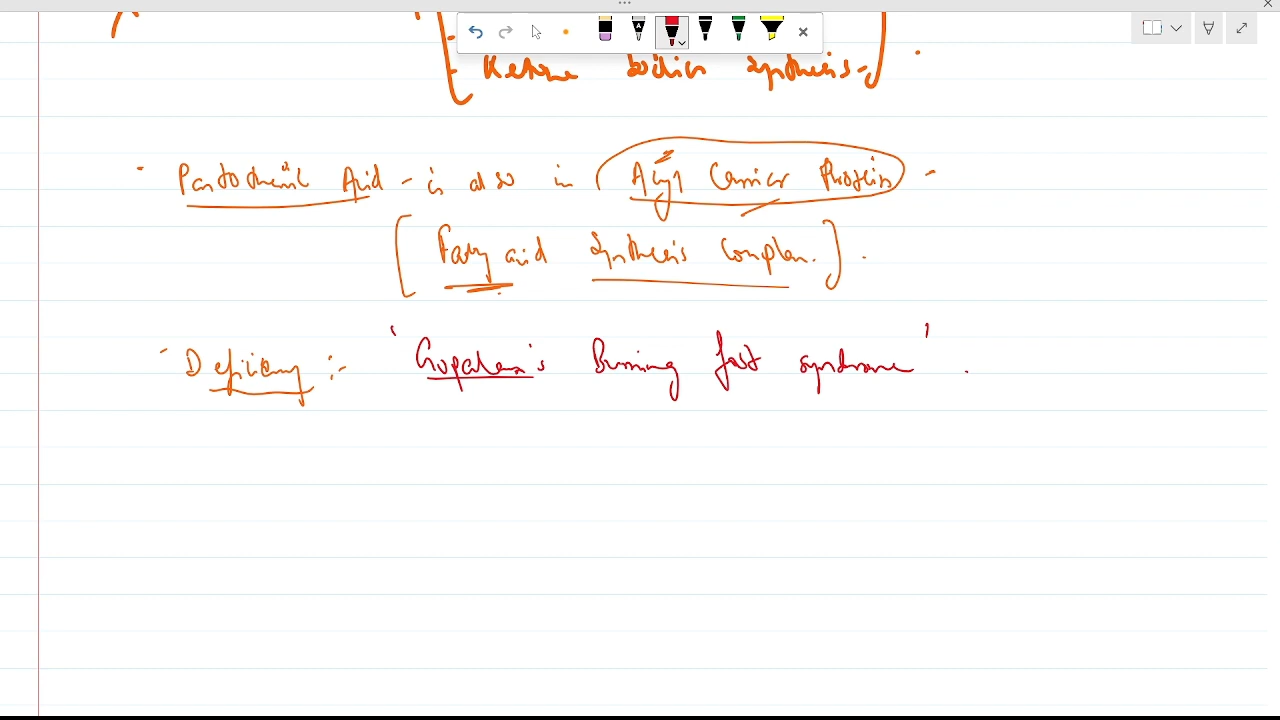 Ketone bodies synthesis-
- Pantothenic Acid - is also in Acyl Carrier Protein -
[Fatty acid synthesis complex.].
- Deficiency :- 'Gopalan's Burning foot syndrome'.